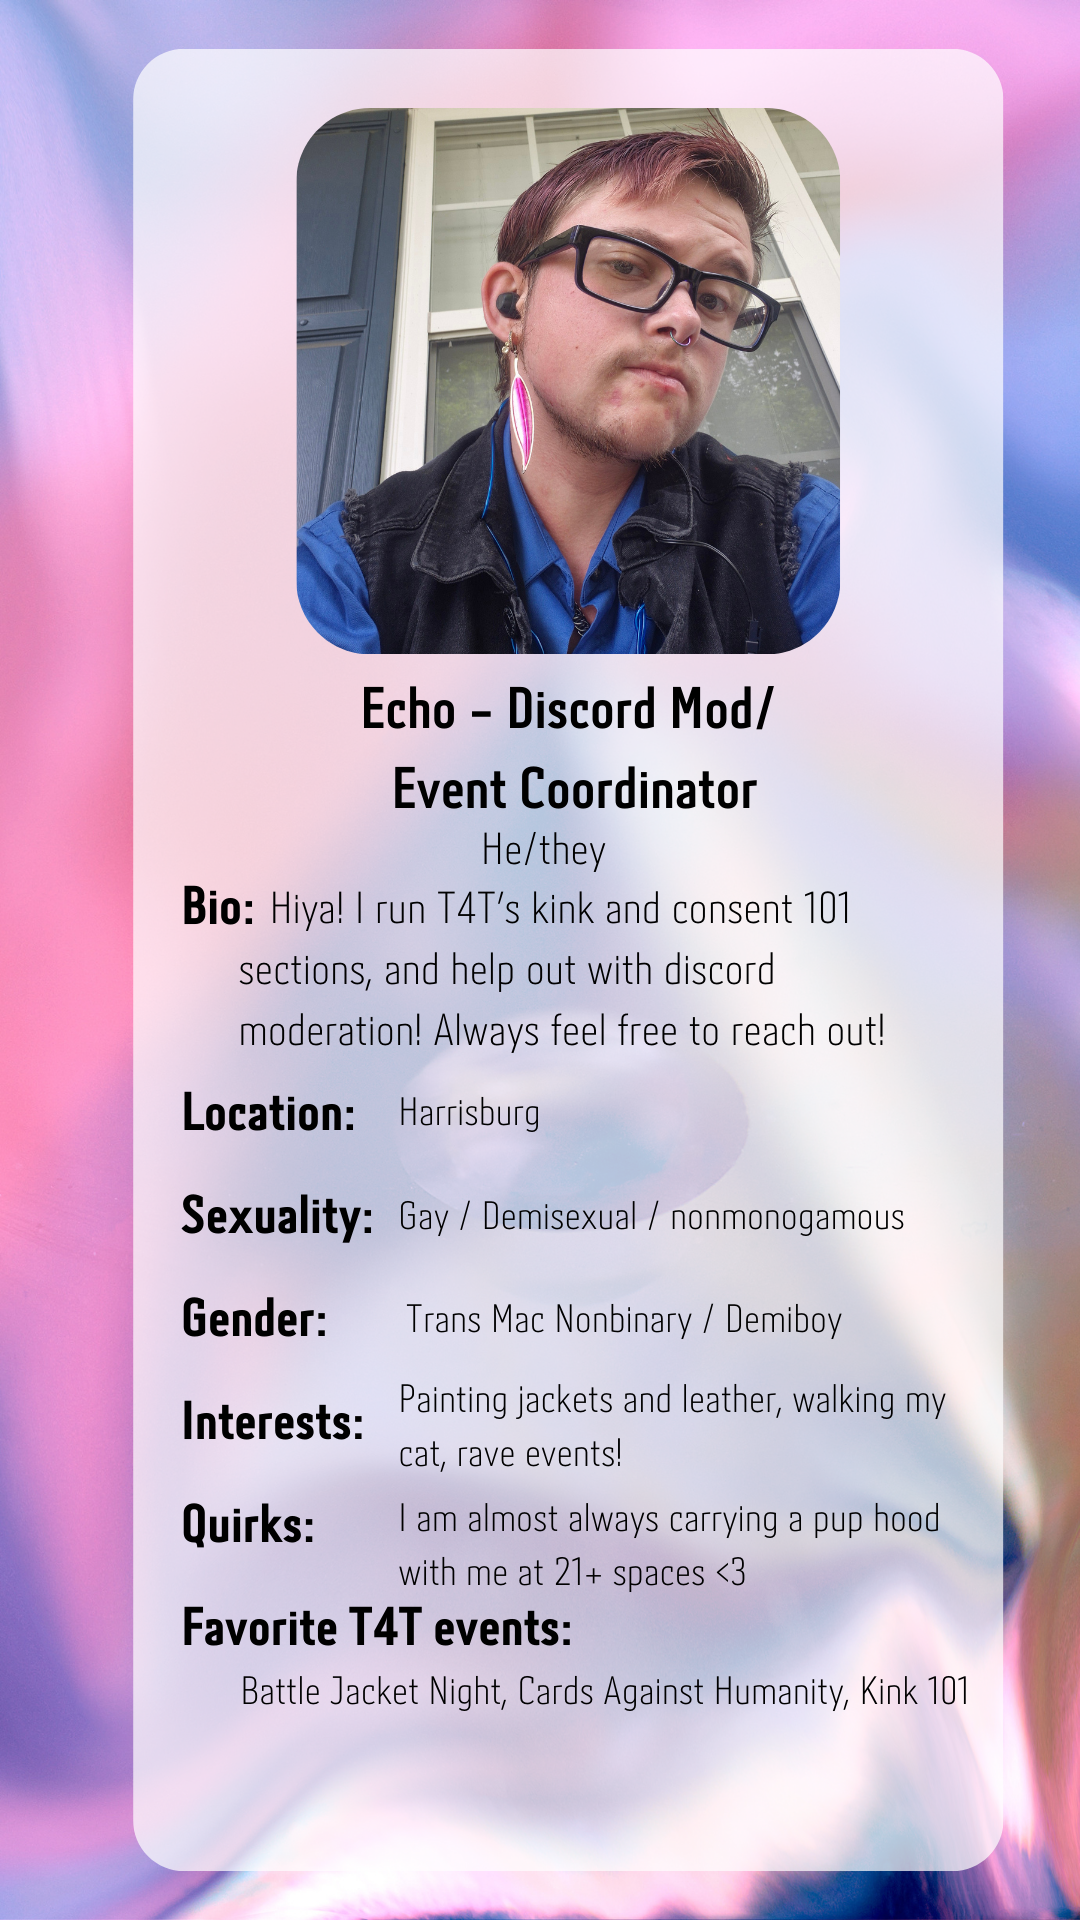 Echo – Discord Mod/
Event Coordinator
He/they
Bio: Hiya! I run T4T's kink and consent 101
sections, and help out with discord
moderation! Always feel free to reach out!
Location: Harrisburg
Sexuality: Gay / Demisexual / nonmonogamous
Gender: Trans Mac Nonbinary / Demiboy
Interests: Painting jackets and leather, walking my
cat, rave events!
Quirks: I am almost always carrying a pup hood
with me at 21+ spaces <3
Favorite T4T events:
Battle Jacket Night, Cards Against Humanity, Kink 101